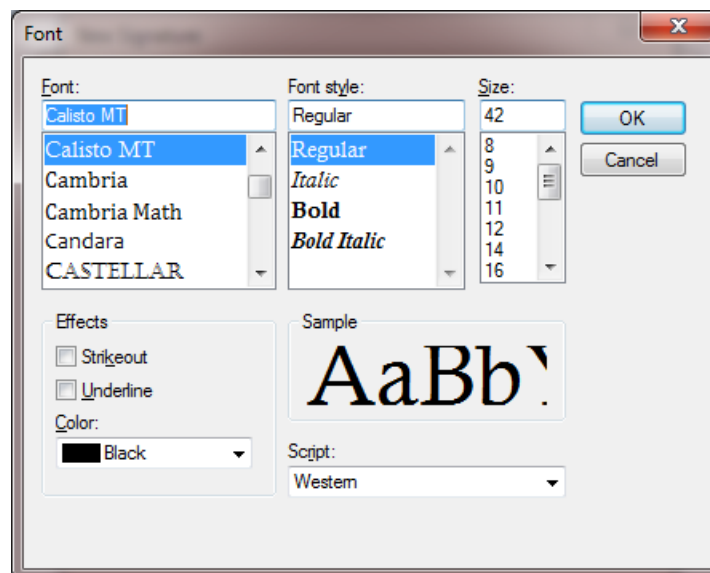 Font
Font:
Calisto MT
Calisto MT
Cambria
Cambria Math
Candara
CASTELLAR
Font style:
Regular
Regular
Italic
Bold
Bold Italic
Size:
42
8
9
10
11
12
14
16
OK
Cancel
Effects
Strikeout
Underline
Color:
Black
Sample
AaBb
Script:
Western